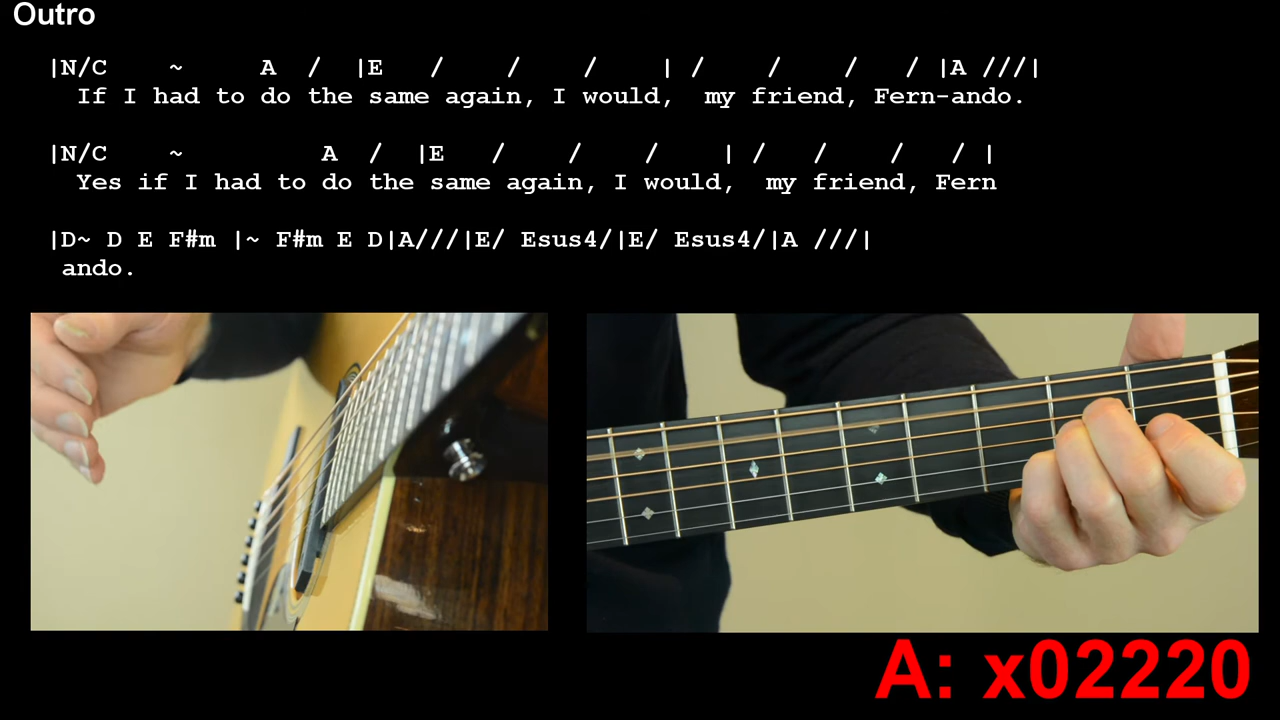 Outro
|N/C ~ A / |E / / / | / / / / |A ///|
If I had to do the same again, I would, my friend, Fern-ando.
|N/C ~ A / |E / / / | / / / / |
Yes if I had to do the same again, I would, my friend, Fern
|D~ D E F#m |~ F#m E D|A///|E/ Esus4/|E/ Esus4/|A ///|
ando.
A: x02220